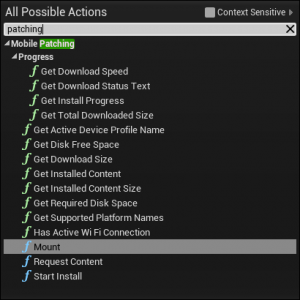 All Possible Actions
Context Sensitive
patching
Mobile Patching
Progress
Get Download Speed
Get Download Status Text
Get Install Progress
Get Total Downloaded Size
Get Active Device Profile Name
Get Disk Free Space
Get Download Size
Get Installed Content
Get Installed Content Size
Get Required Disk Space
Get Supported Platform Names
Has Active Wi Fi Connection
Mount
Request Content
Start Install